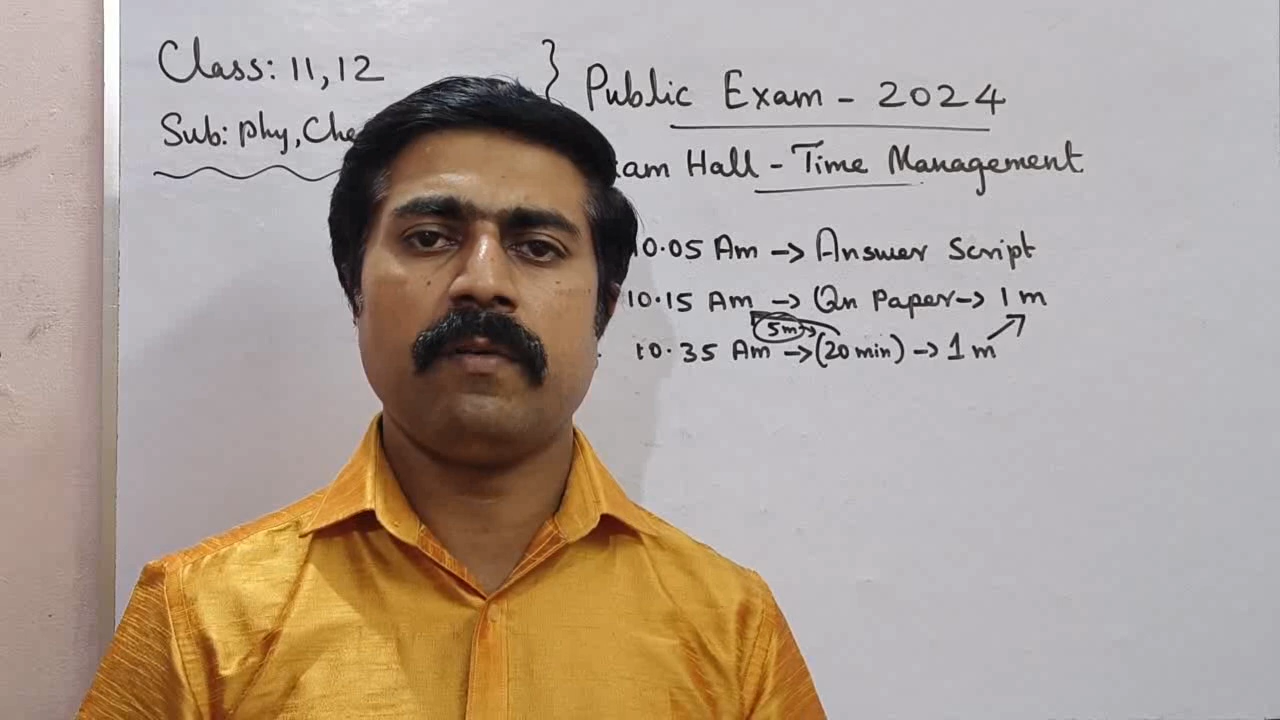 Class: 11, 12
Sub: Phy, Che
} Public Exam - 2024
xam Hall - Time Management
10.05 Am -> Answer Script
10.15 Am -> Qn Paper -> 1 m
5m
10.35 Am -> (20 min) -> 1 m